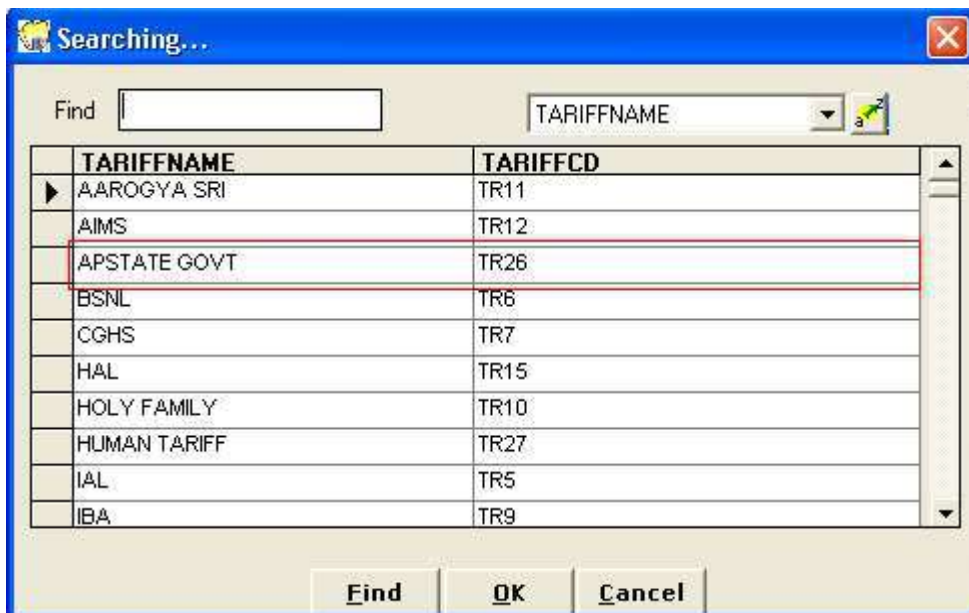 Searching...
Find TARIFFNAME
TARIFFNAME TARIFFCD
AAROGYA SRI TR11
AIMS TR12
APSTATE GOVT TR26
BSNL TR6
CGHS TR7
HAL TR15
HOLY FAMILY TR10
HUMAN TARIFF TR27
IAL TR5
IBA TR9
Find OK Cancel